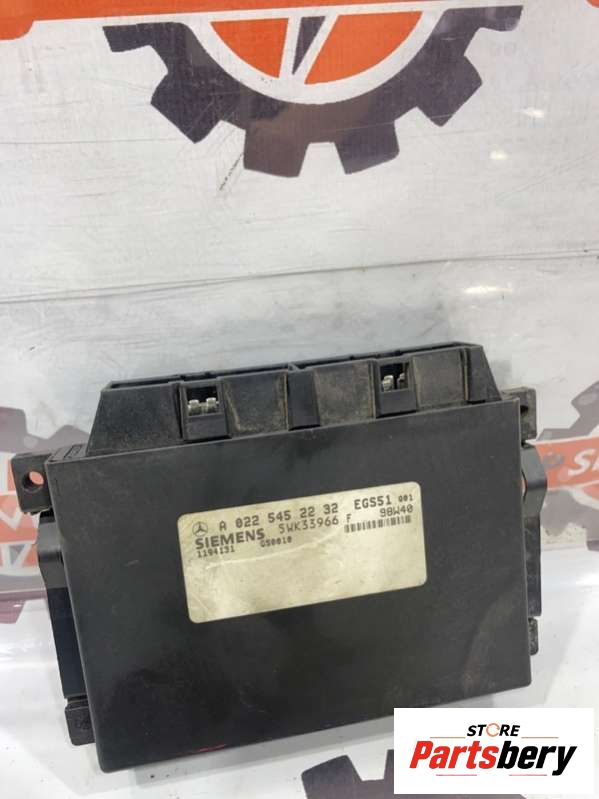 A 022 545 22 32 EGS51 001
SIEMENS 5WK33966 F 98W40
1194131 GS0010
STORE
Partsbery